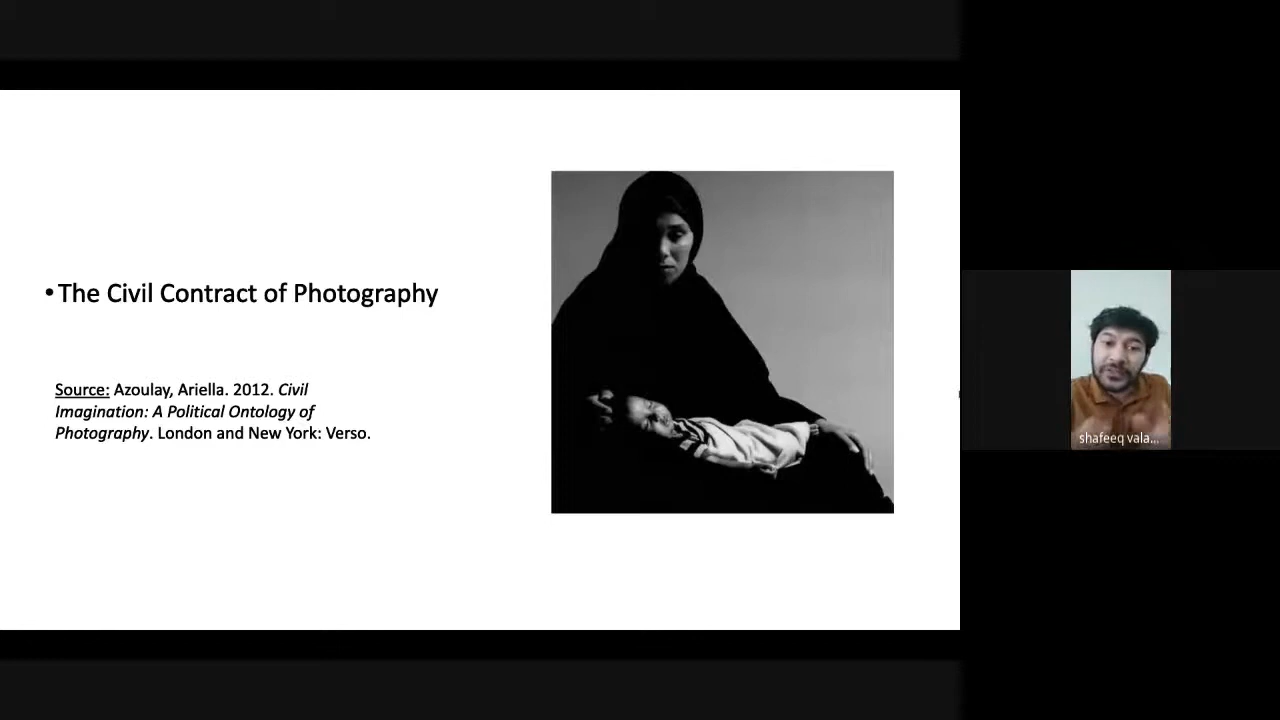 • The Civil Contract of Photography
Source: Azoulay, Ariella. 2012. Civil
Imagination: A Political Ontology of
Photography. London and New York: Verso.
shafeeq vala...